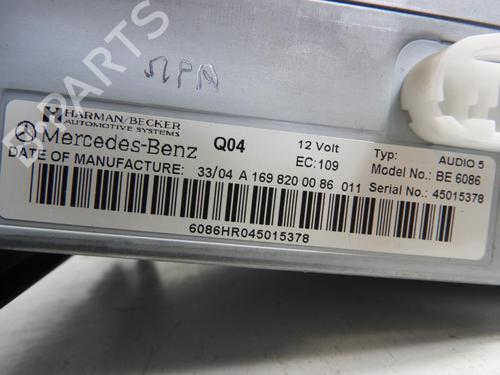 B-PARTS
HARMAN/BECKER
AUTOMOTIVE SYSTEMS
Mercedes-Benz Q04
12 Volt
EC:109
Typ: AUDIO 5
Model No.: BE 6086
DATE OF MANUFACTURE: 33/04 A 169 820 00 86 011 Serial No.: 45015378
6086HR045015378